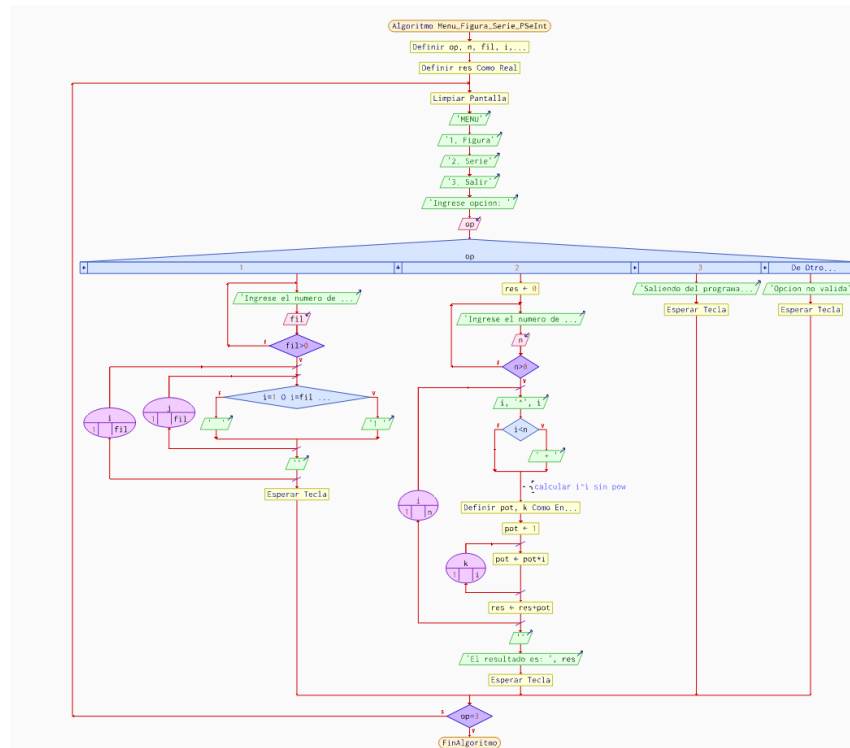 Algoritmo Menu_Figura_Serie_PSeInt
Definir op, n, fil, i,...
Definir res Como Real
Limpiar Pantalla
'MENU'
'1. Figura'
'2. Serie'
'3. Salir'
'Ingrese opcion: '
op
op
1
2
3
De Otro...
'Ingrese el numero de ...
fil
fil>0
F
V
i
1
fil
j
1
fil
i=1 O i=fil ...
F
V
' '
'1 '
''
Esperar Tecla
res ← 0
'Ingrese el numero de ...
n
n>0
F
V
i, '^', i
i<n
F
V
' + '
calcular i^i sin pow
Definir pot, k Como En...
pot ← 1
i
1
n
pot ← pot*i
k
1
i
res ← res+pot
''
'El resultado es: ', res
Esperar Tecla
'Saliendo del programa...
Esperar Tecla
'Opcion no valida'
Esperar Tecla
op=3
F
V
FinAlgoritmo